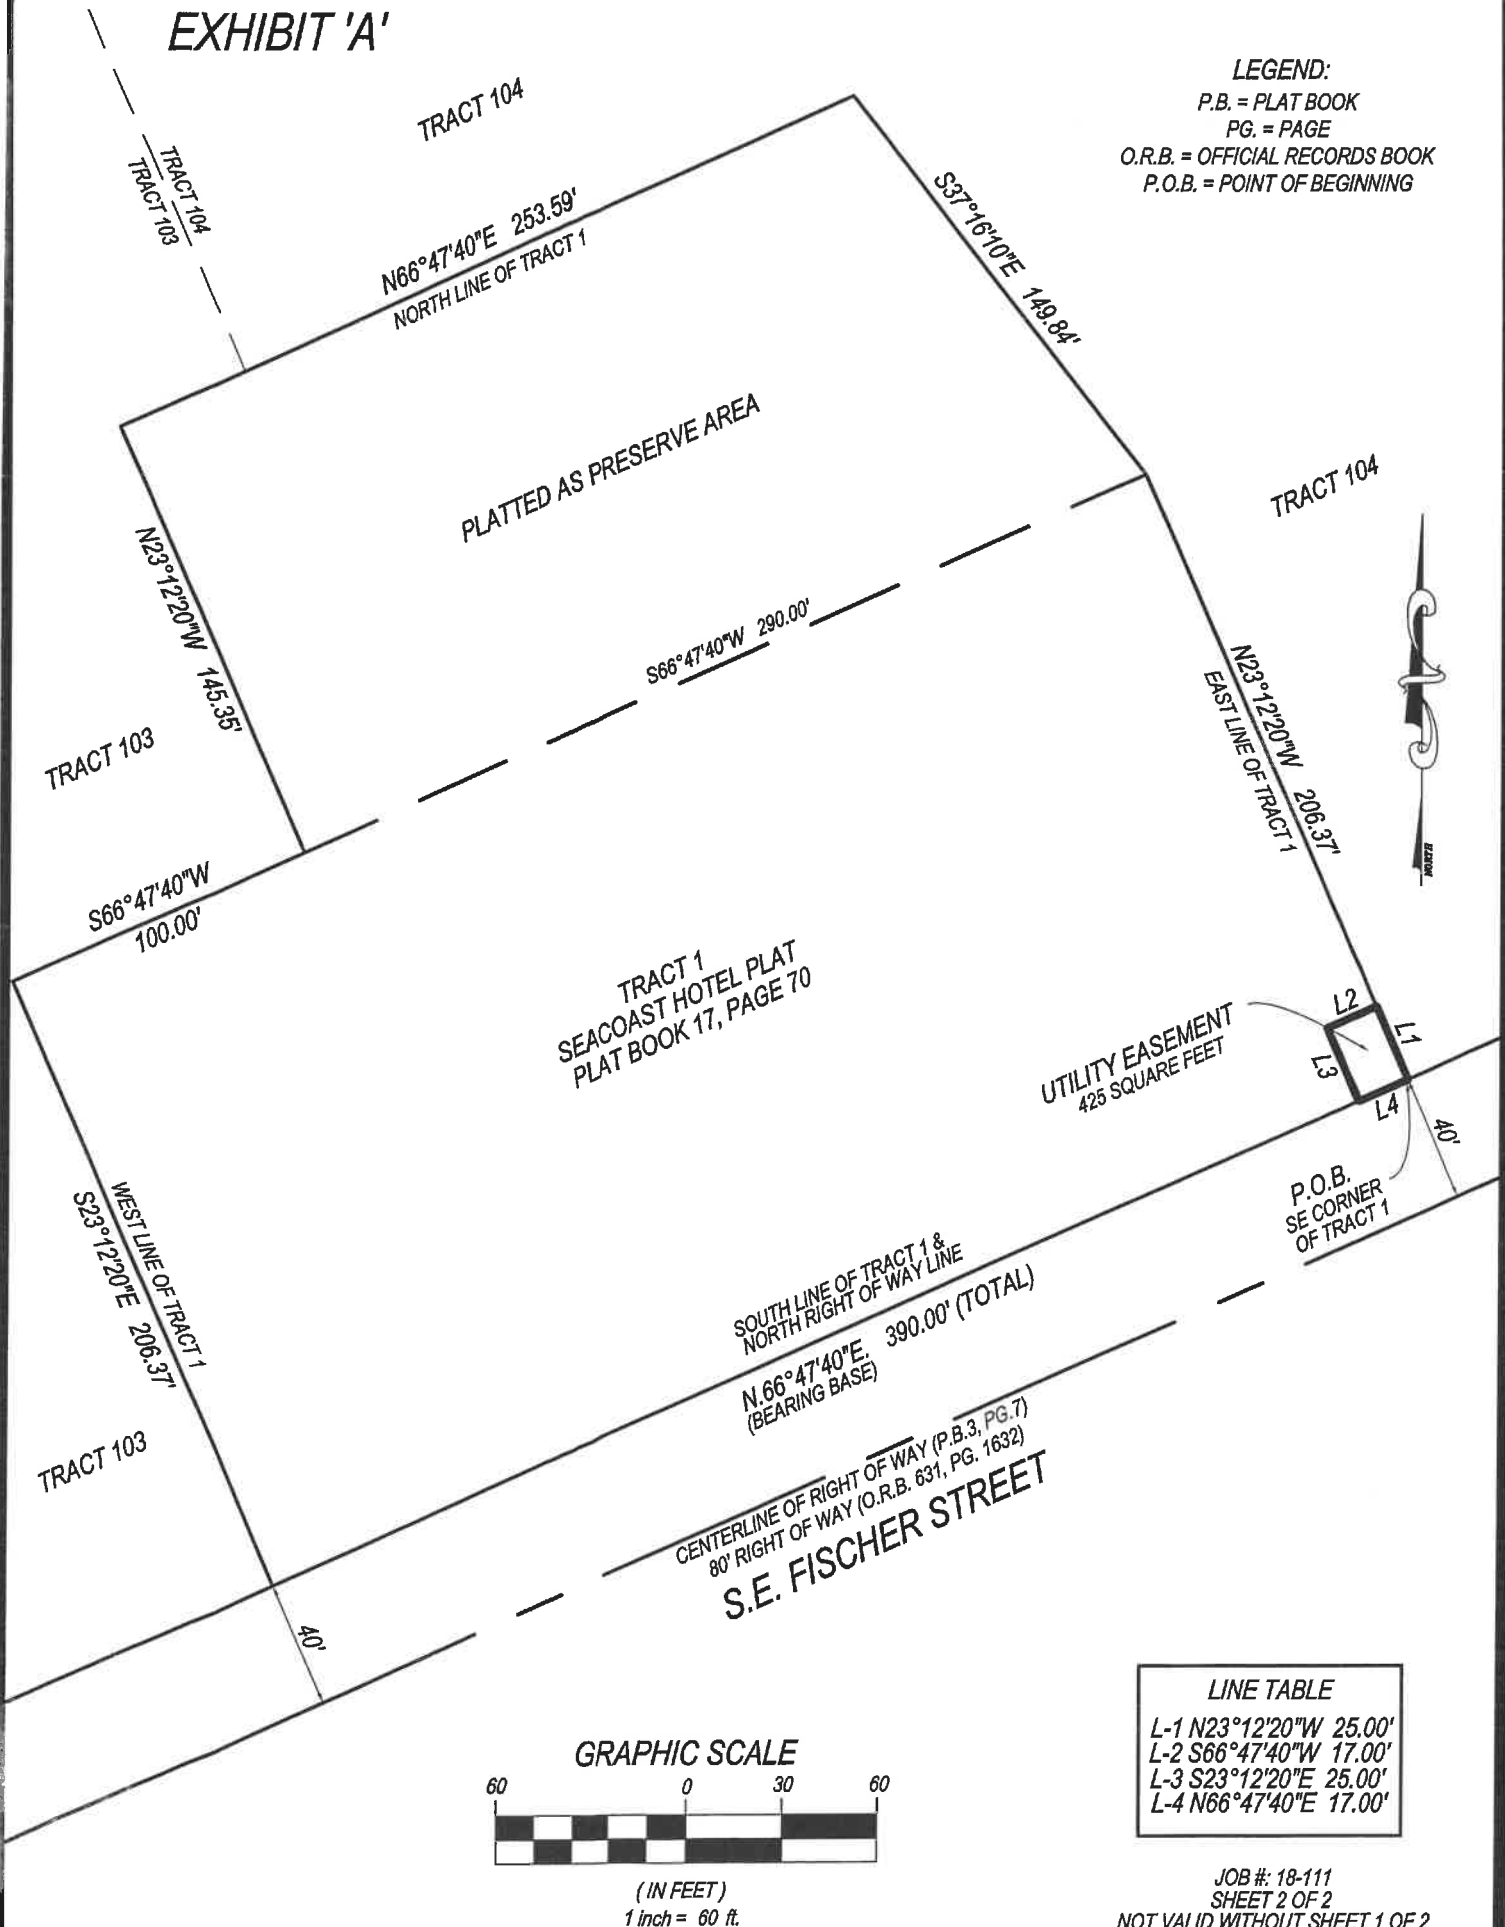 EXHIBIT 'A'
LEGEND:
P.B. = PLAT BOOK
PG. = PAGE
O.R.B. = OFFICIAL RECORDS BOOK
P.O.B. = POINT OF BEGINNING
TRACT 104
TRACT 104
TRACT 103
N66°47'40"E 253.59'
NORTH LINE OF TRACT 1
S37°16'10"E 149.84'
PLATTED AS PRESERVE AREA
TRACT 104
N23°12'20"W 145.35'
S66°47'40"W 290.00'
N23°12'20"W 206.37'
EAST LINE OF TRACT 1
NORTH
TRACT 103
S66°47'40"W
100.00'
TRACT 1
SEACOAST HOTEL PLAT
PLAT BOOK 17, PAGE 70
UTILITY EASEMENT
425 SQUARE FEET
L2
L1
L3
L4
40'
P.O.B.
SE CORNER
OF TRACT 1
WEST LINE OF TRACT 1
S23°12'20"E 206.37'
SOUTH LINE OF TRACT 1 &
NORTH RIGHT OF WAY LINE
N.66°47'40"E. 390.00' (TOTAL)
(BEARING BASE)
TRACT 103
CENTERLINE OF RIGHT OF WAY (P.B.3, PG.7)
80' RIGHT OF WAY (O.R.B. 631, PG. 1632)
S.E. FISCHER STREET
40'
GRAPHIC SCALE
60 0 30 60
( IN FEET )
1 inch = 60 ft.
LINE TABLE
L-1 N23°12'20"W 25.00'
L-2 S66°47'40"W 17.00'
L-3 S23°12'20"E 25.00'
L-4 N66°47'40"E 17.00'
JOB #: 18-111
SHEET 2 OF 2
NOT VALID WITHOUT SHEET 1 OF 2